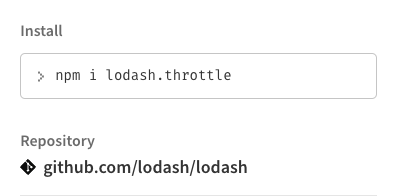 Install
> npm i lodash.throttle
Repository
github.com/lodash/lodash